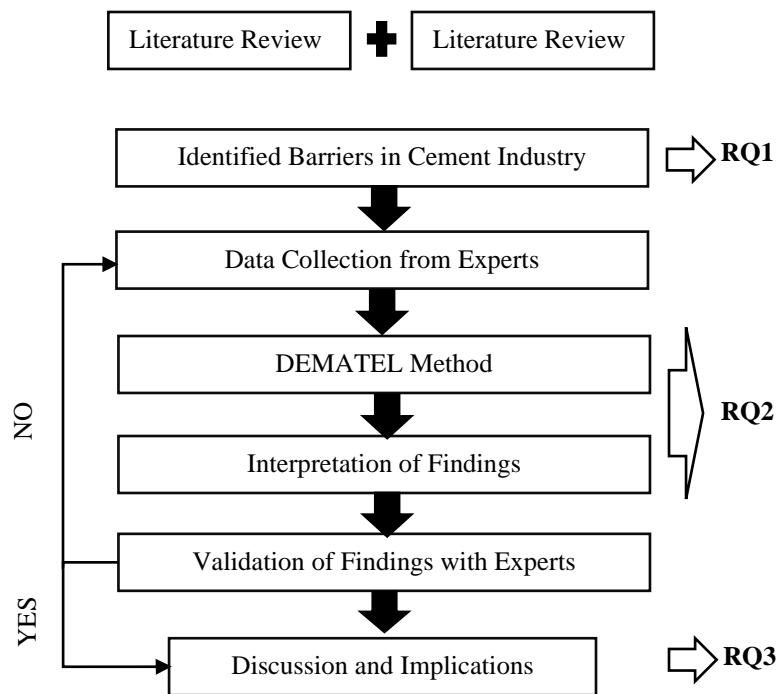 Literature Review
Literature Review
Identified Barriers in Cement Industry
RQ1
Data Collection from Experts
DEMATEL Method
RQ2
NO
Interpretation of Findings
Validation of Findings with Experts
YES
Discussion and Implications
RQ3